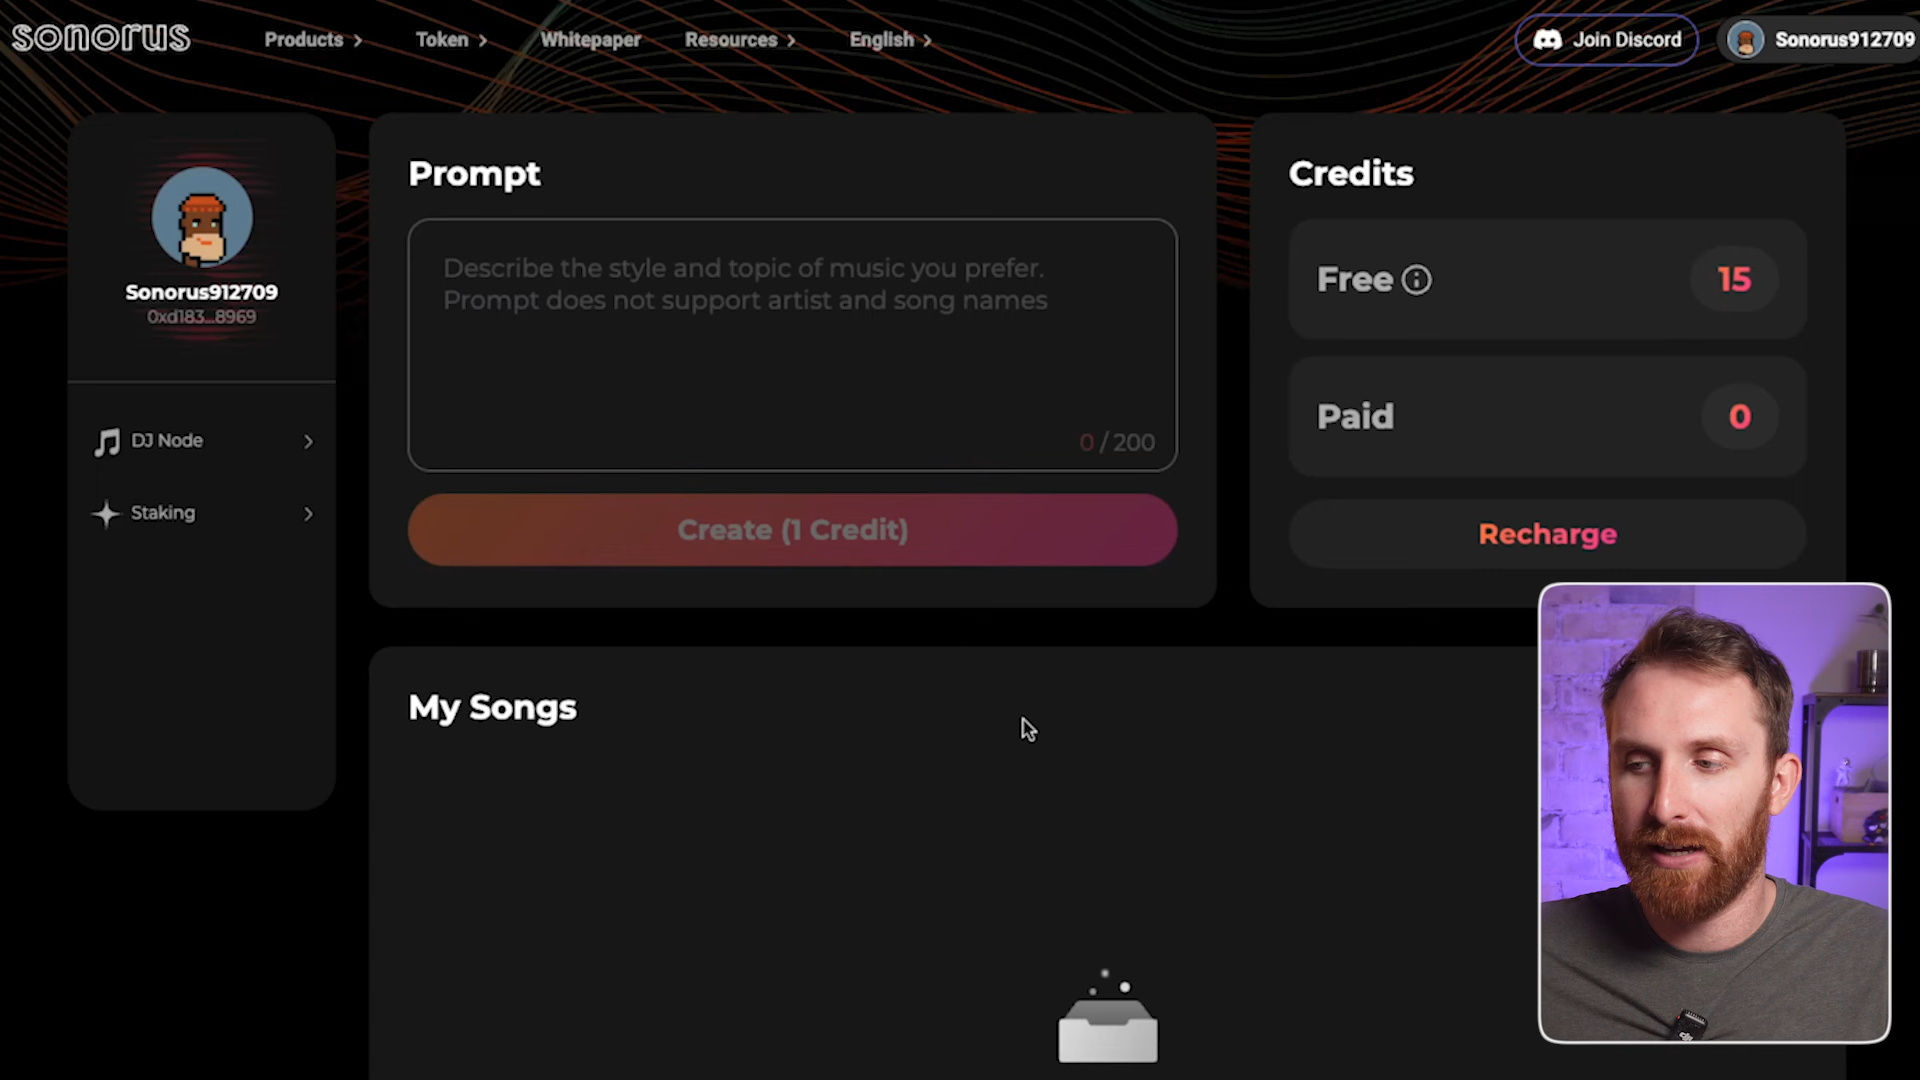 sonorus
Products
Token
Whitepaper
Resources
English
Join Discord
Sonorus912709
Sonorus912709
0xd183...8969
DJ Node
Staking
Prompt
Describe the style and topic of music you prefer.
Prompt does not support artist and song names
0 / 200
Create (1 Credit)
Credits
Free
15
Paid
0
Recharge
My Songs